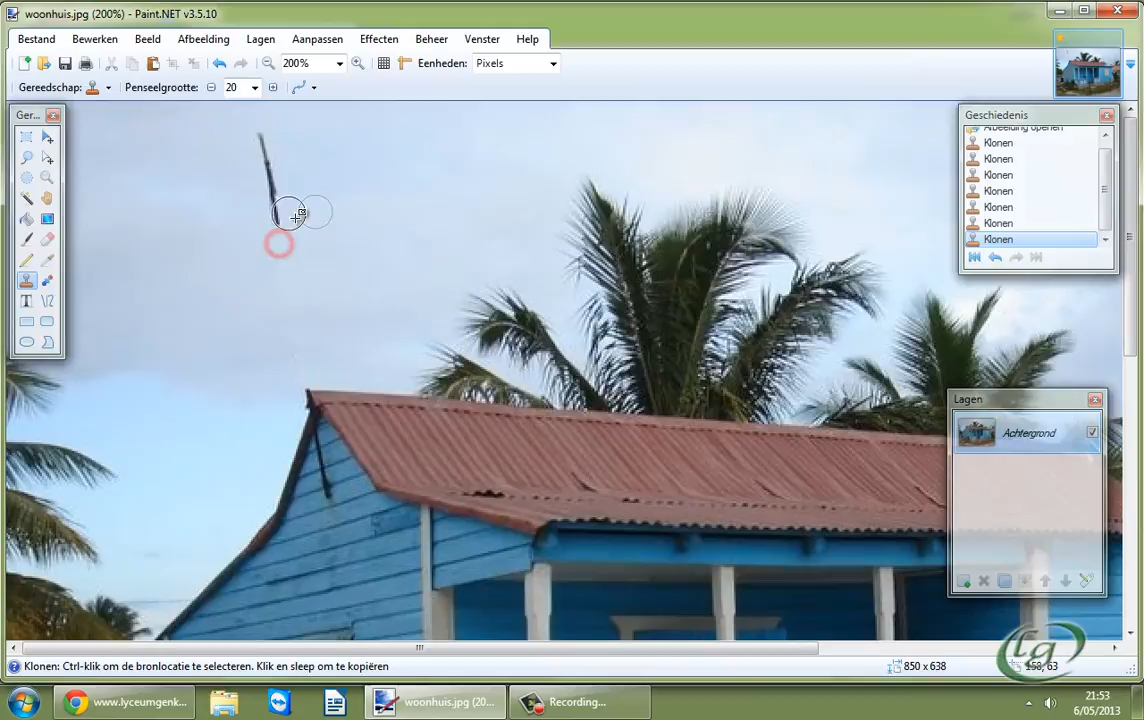 woonhuis.jpg (200%) - Paint.NET v3.5.10
Bestand Bewerken Beeld Afbeelding Lagen Aanpassen Effecten Beheer Venster Help
200% Eenheden: Pixels
Gereedschap: Penseelgrootte: 20
Ger...
Geschiedenis
Afbeelding openen
Klonen
Klonen
Klonen
Klonen
Klonen
Klonen
Klonen
Lagen
Achtergrond
Klonen: Ctrl-klik om de bronlocatie te selecteren. Klik en sleep om te kopiëren
850 x 638
158, 63
lg
www.lyceumgenk...
woonhuis.jpg (20...
Recording...
21:53
6/05/2013